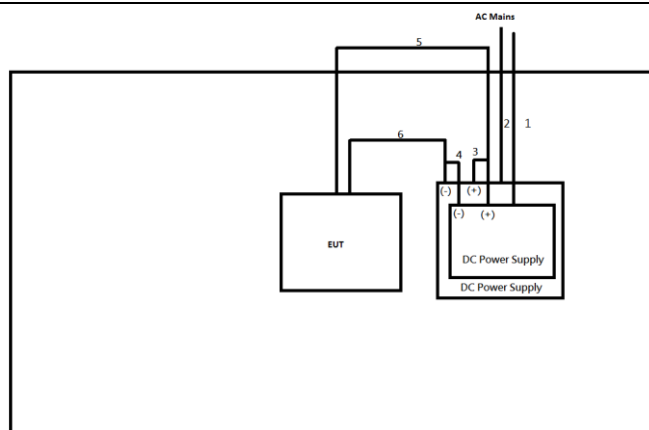 AC Mains
5
2
1
6
3
4
(-)
(+)
(-)
(+)
EUT
DC Power Supply
DC Power Supply